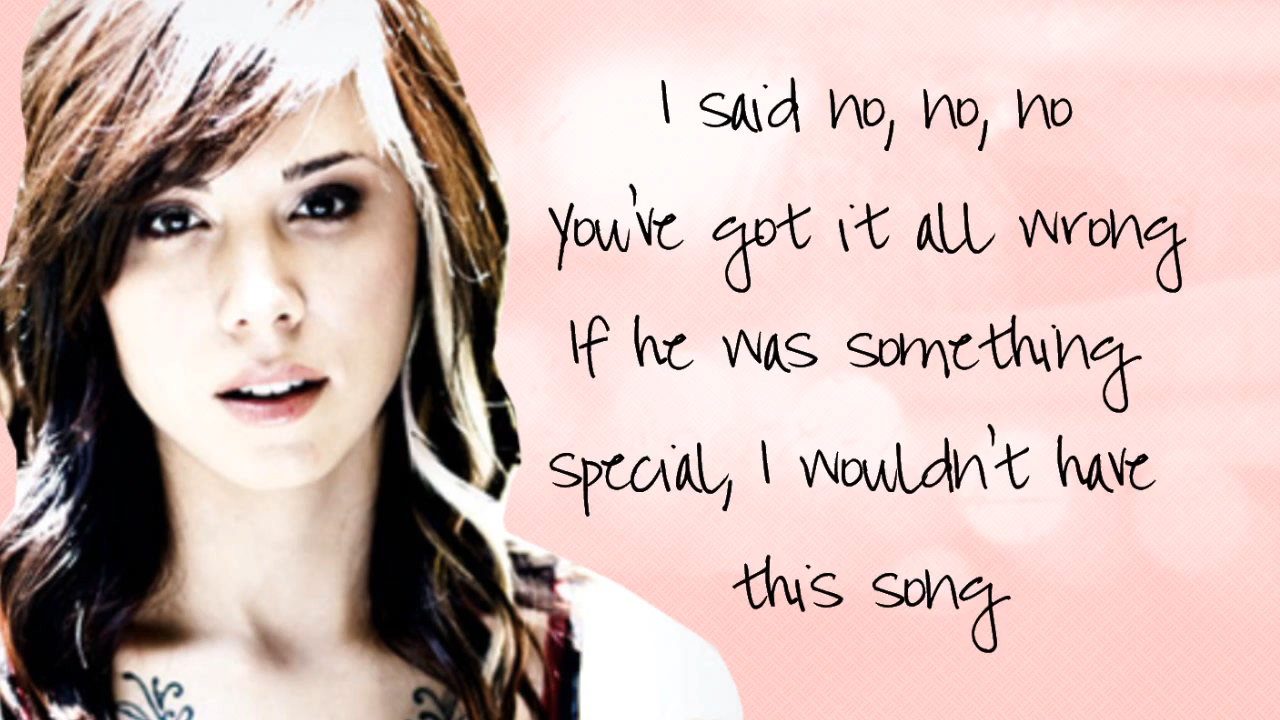 I said no, no, no
you've got it all wrong
If he was something
special, I wouldn't have
this song